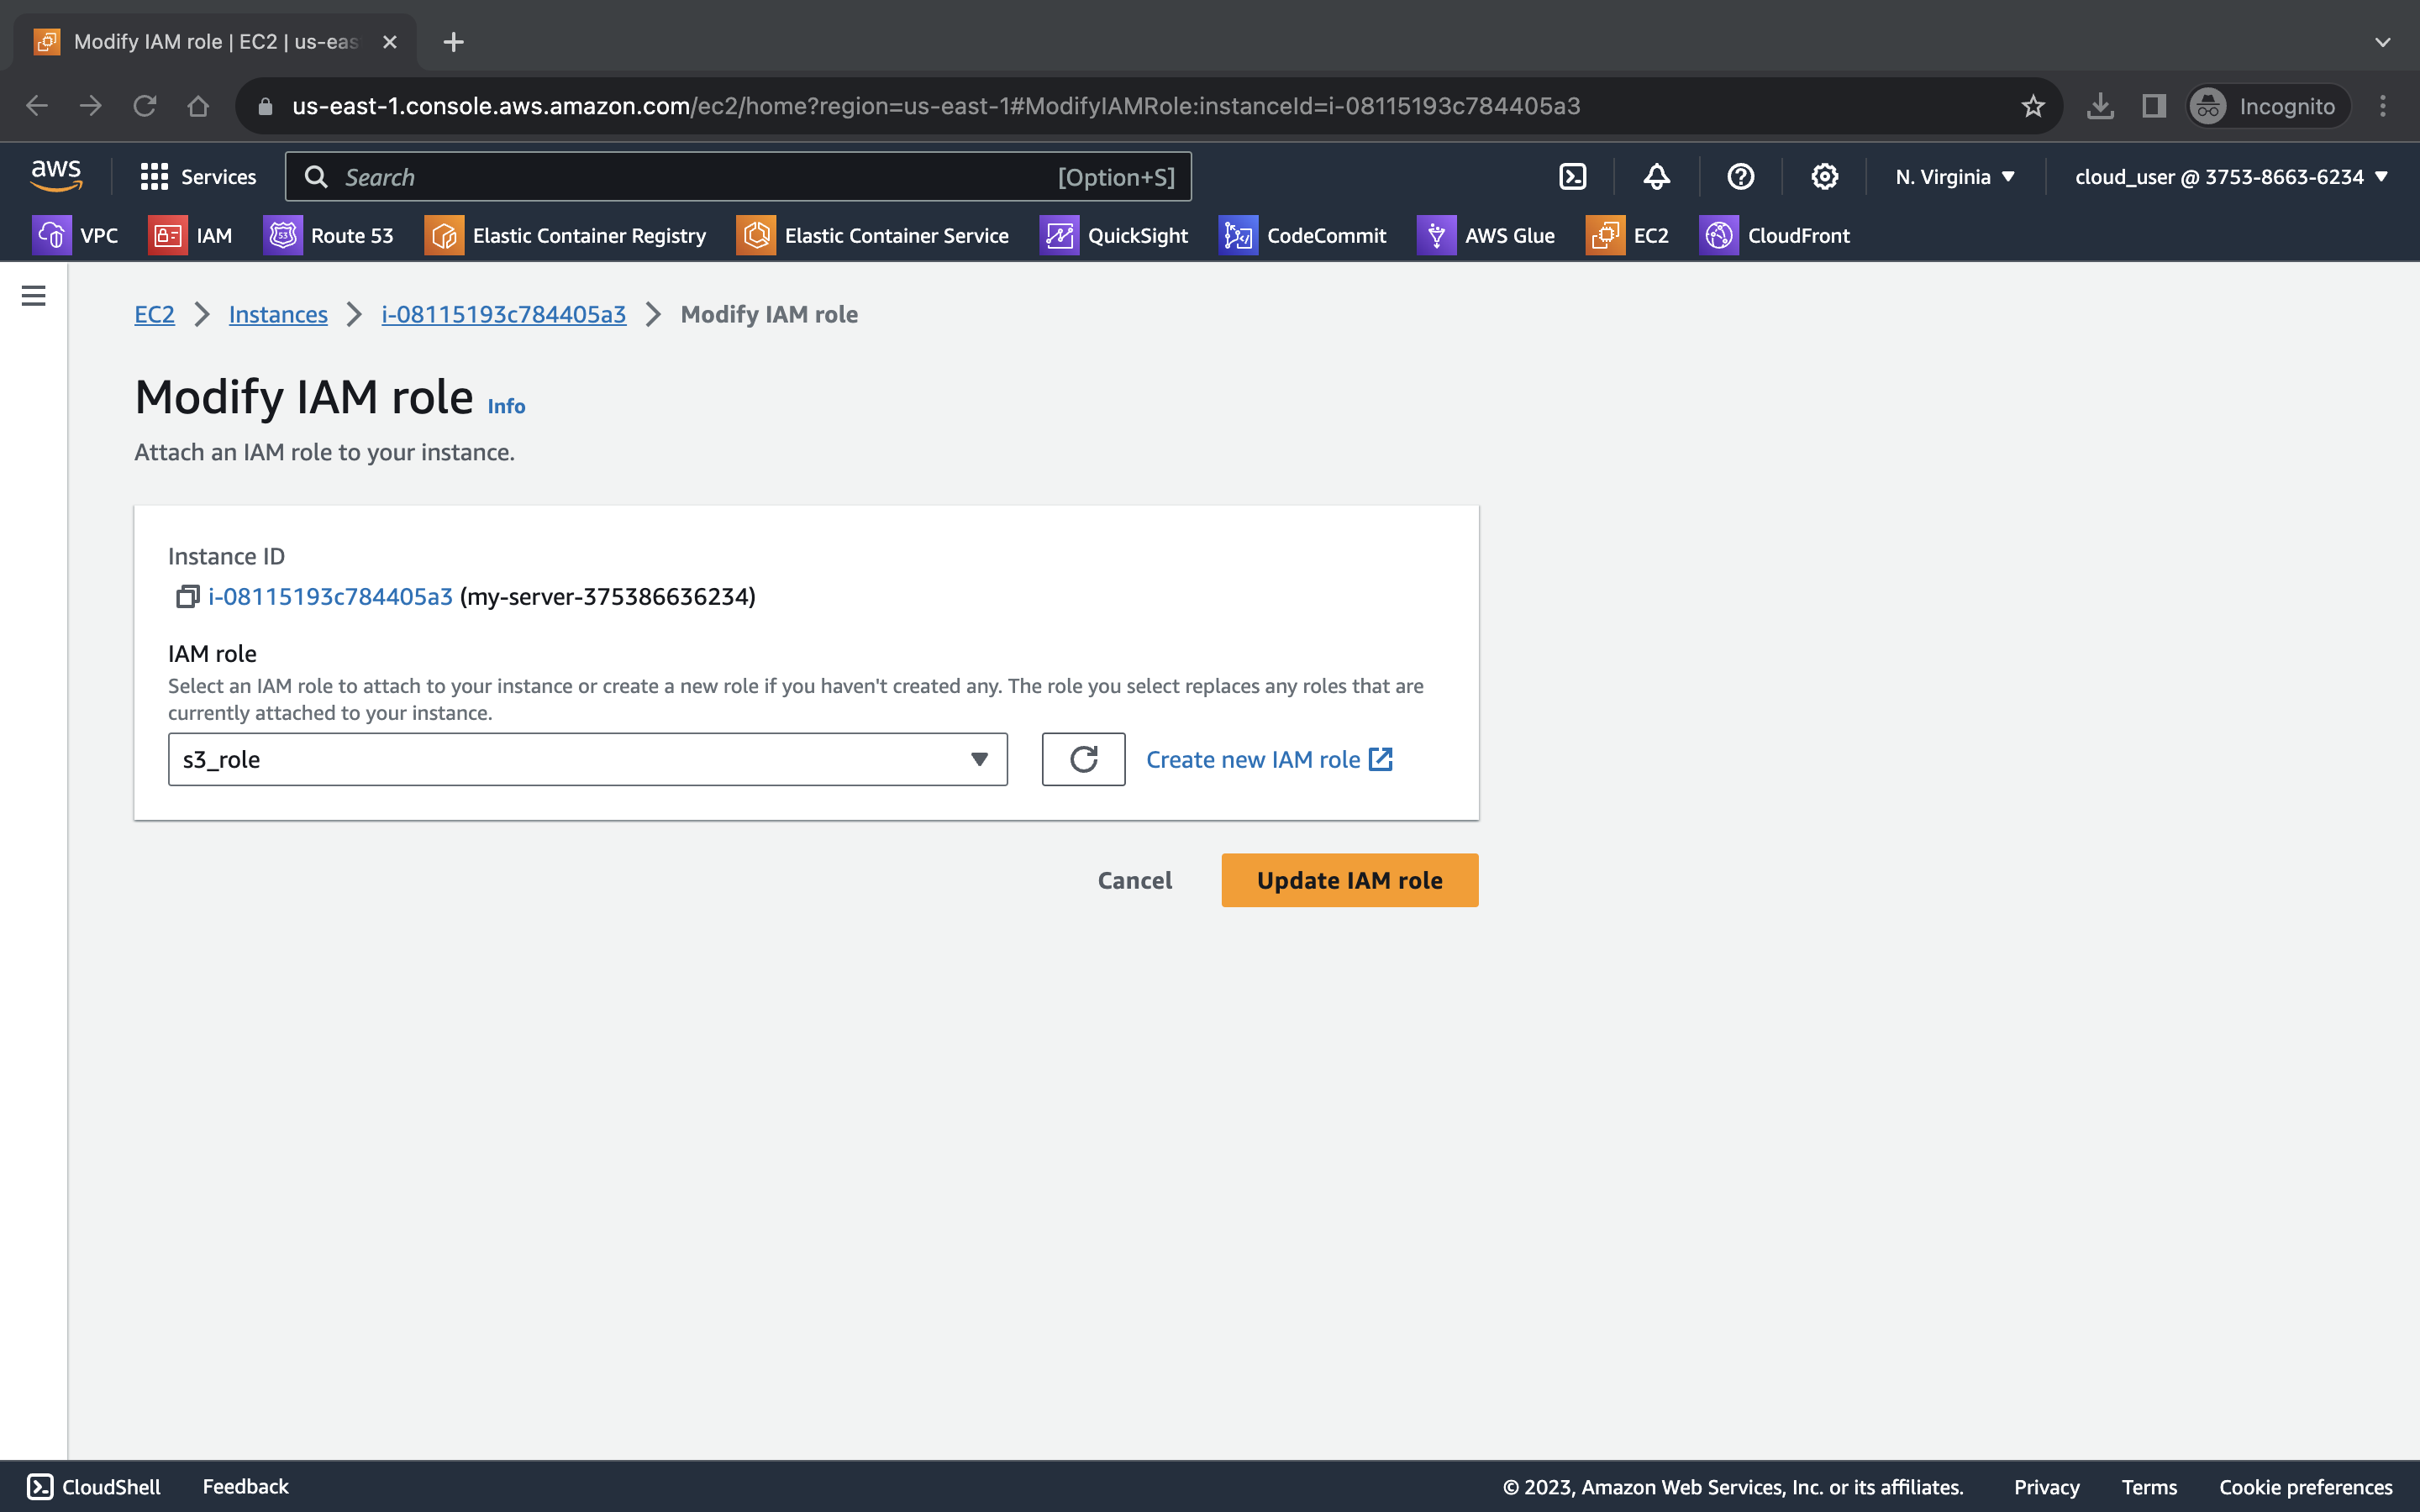 Modify IAM role | EC2 | us-eas
us-east-1.console.aws.amazon.com/ec2/home?region=us-east-1#ModifyIAMRole:instanceId=i-08115193c784405a3
Incognito
aws
Services
Search
[Option+S]
N. Virginia
cloud_user @ 3753-8663-6234
VPC
IAM
53
Route 53
Elastic Container Registry
Elastic Container Service
QuickSight
CodeCommit
AWS Glue
EC2
CloudFront
EC2
Instances
i-08115193c784405a3
Modify IAM role
Modify IAM role Info
Attach an IAM role to your instance.
Instance ID
i-08115193c784405a3 (my-server-375386636234)
IAM role
Select an IAM role to attach to your instance or create a new role if you haven't created any. The role you select replaces any roles that are
currently attached to your instance.
s3_role
Create new IAM role
Cancel
Update IAM role
CloudShell
Feedback
© 2023, Amazon Web Services, Inc. or its affiliates.
Privacy
Terms
Cookie preferences